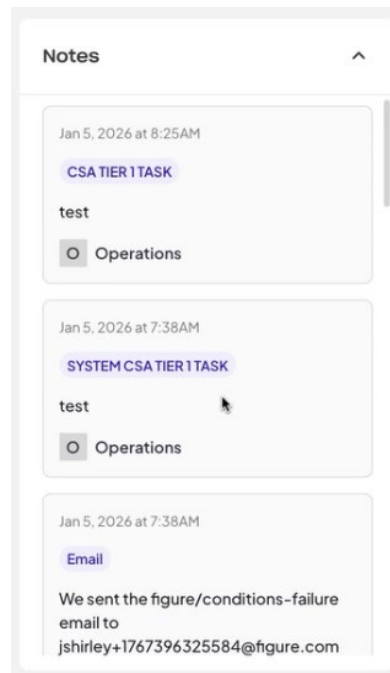 Notes
Jan 5, 2026 at 8:25AM
CSA TIER 1 TASK
test
O Operations
Jan 5, 2026 at 7:38AM
SYSTEM CSA TIER 1 TASK
test
O Operations
Jan 5, 2026 at 7:38AM
Email
We sent the figure/conditions-failure
email to
jshirley+1767396325584@figure.com